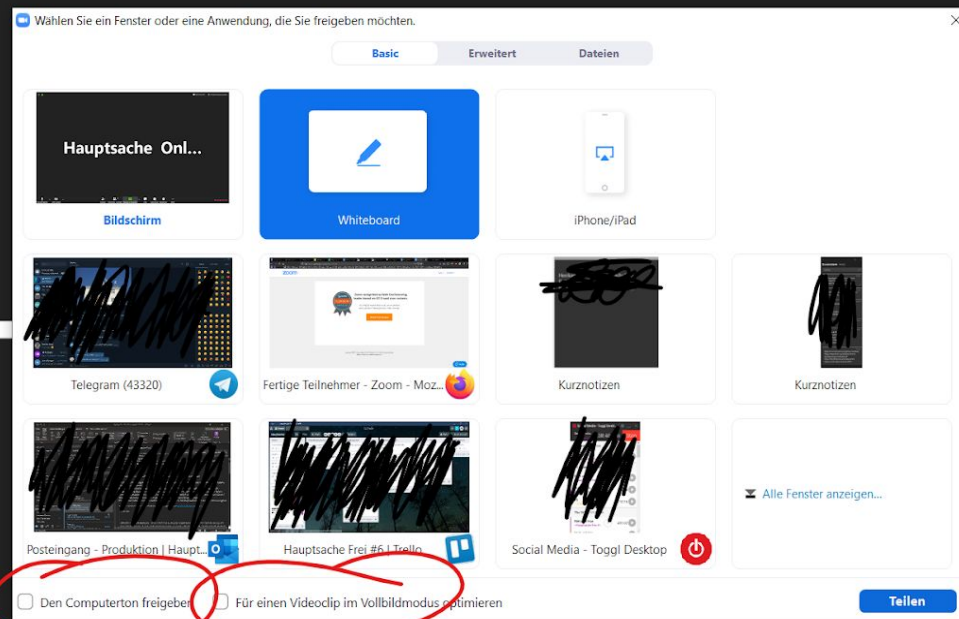 Wählen Sie ein Fenster oder eine Anwendung, die Sie freigeben möchten.
Basic
Erweitert
Dateien
Hauptsache Onl...
Bildschirm
Whiteboard
iPhone/iPad
zoom
Telegram (43320)
Fertige Teilnehmer - Zoom - Moz...
Kurznotizen
Kurznotizen
Posteingang - Produktion | Haupt...
Hauptsache Frei #6 | Trello
Social Media - Toggl Desktop
Alle Fenster anzeigen...
Den Computerton freigeben
Für einen Videoclip im Vollbildmodus optimieren
Teilen